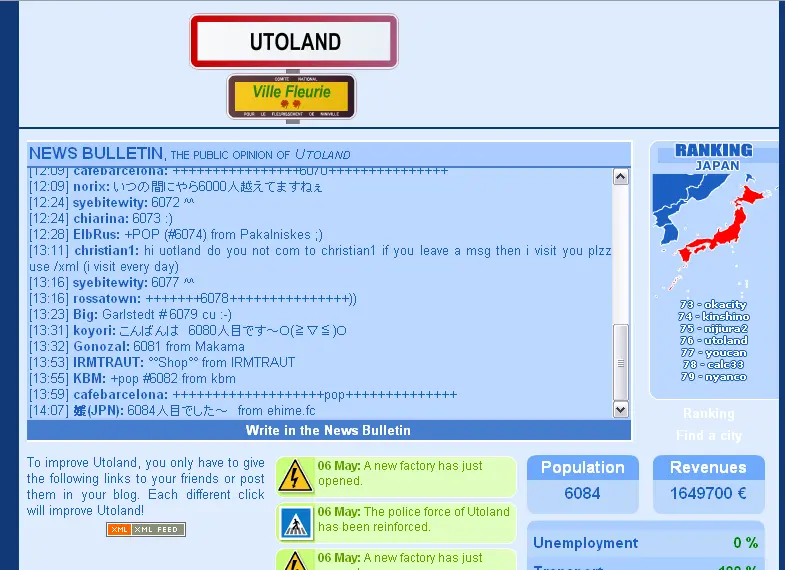 UTOLAND
COMITÉ NATIONAL
Ville Fleurie
POUR LE FLEURISSEMENT DE MINIVILLE
NEWS BULLETIN, THE PUBLIC OPINION OF UTOLAND
[12:09] cafebarcelona: ++++++++++++++++++6070+++++++++++++++
[12:09] norix: いつの間にやら6000人越えてますねぇ
[12:24] syebitewity: 6072 ^^
[12:24] chiarina: 6073 :)
[12:28] ElbRus: +POP (#6074) from Pakalniskes ;)
[13:11] christian1: hi uotland do you not com to christian1 if you leave a msg then i visit you plzz
use /xml (i visit every day)
[13:16] syebitewity: 6077 ^^
[13:16] rossatown: +++++++6078+++++++++++++++))
[13:23] Big: Garlstedt # 6079 cu :-)
[13:31] koyori: こんばんは 6080人目です～O(≧▽≦)O
[13:32] Gonozal: 6081 from Makama
[13:53] IRMTRAUT: °°Shop°° from IRMTRAUT
[13:55] KBM: +pop #6082 from kbm
[13:59] cafebarcelona: +++++++++++++++++++pop++++++++++++++
[14:07] 媛(JPN): 6084人目でした～ from ehime.fc
Write in the News Bulletin
RANKING
JAPAN
73 - okacity
74 - kinshino
75 - nijiura2
76 - utoland
77 - youcan
78 - calc33
79 - nyanco
Ranking
Find a city
To improve Utoland, you only have to give
the following links to your friends or post
them in your blog. Each different click
will improve Utoland!
XML XML FEED
06 May: A new factory has just
opened.
06 May: The police force of Utoland
has been reinforced.
06 May: A new factory has just
Population
6084
Revenues
1649700 €
Unemployment 0 %
Transport 100 %